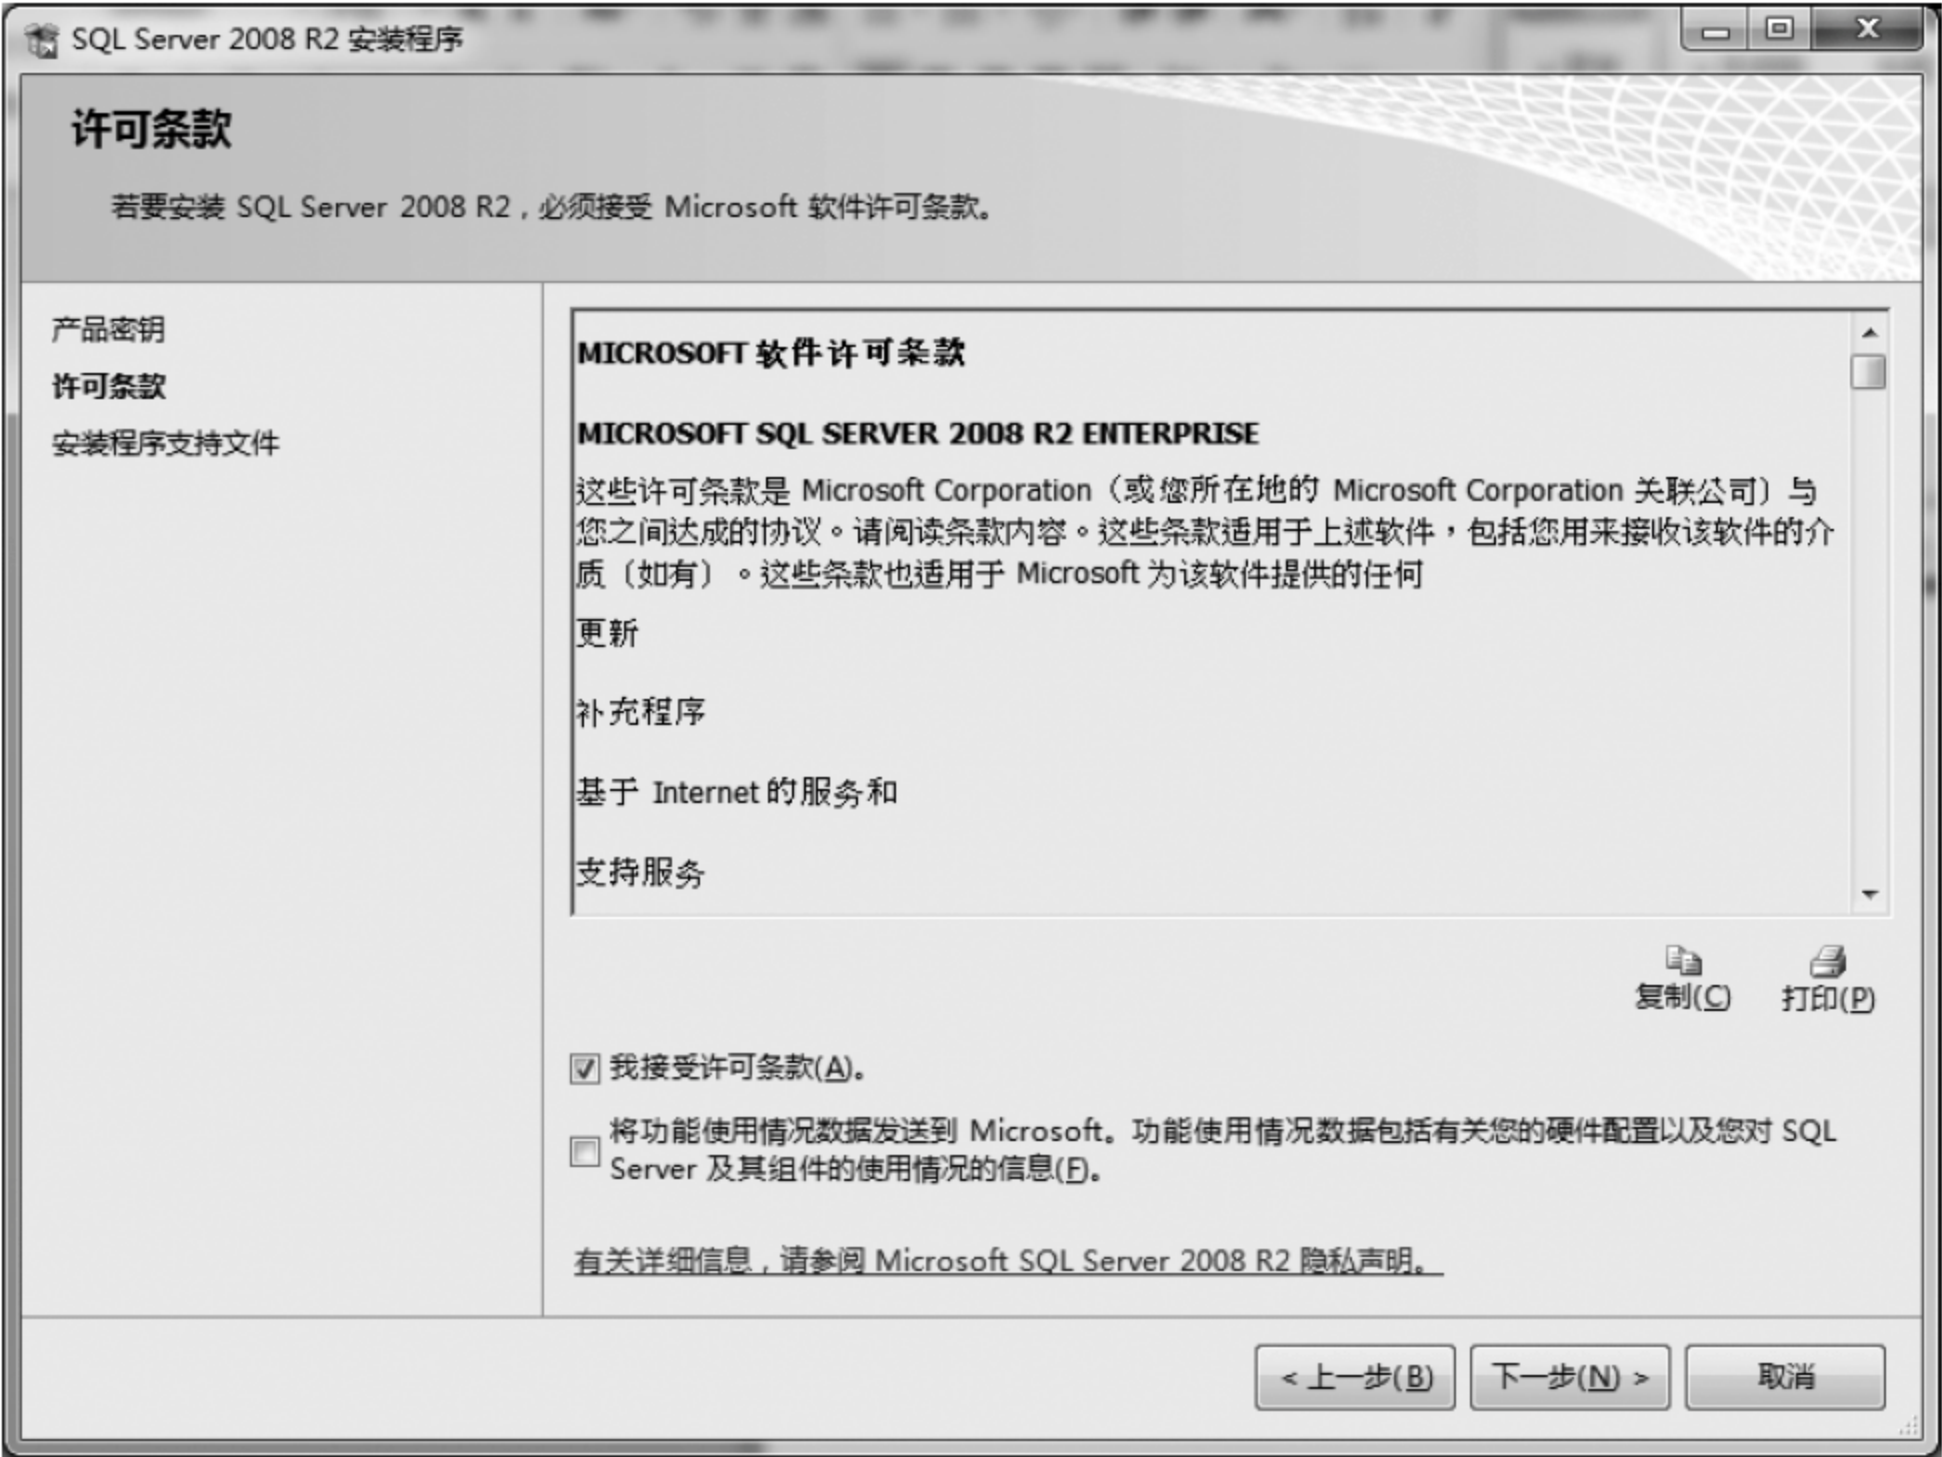 SQL Server 2008 R2 安装程序
许可条款
若要安装 SQL Server 2008 R2，必须接受 Microsoft 软件许可条款。
产品密钥
许可条款
安装程序支持文件
MICROSOFT 软件许可条款
MICROSOFT SQL SERVER 2008 R2 ENTERPRISE
这些许可条款是 Microsoft Corporation（或您所在地的 Microsoft Corporation 关联公司）与
您之间达成的协议。请阅读条款内容。这些条款适用于上述软件，包括您用来接收该软件的介
质（如有）。这些条款也适用于 Microsoft 为该软件提供的任何
更新
补充程序
基于 Internet 的服务和
支持服务
复制(C) 打印(P)
我接受许可条款(A)。
将功能使用情况数据发送到 Microsoft。功能使用情况数据包括有关您的硬件配置以及您对 SQL
Server 及其组件的使用情况的信息(F)。
有关详细信息，请参阅 Microsoft SQL Server 2008 R2 隐私声明。
< 上一步(B) 下一步(N) > 取消